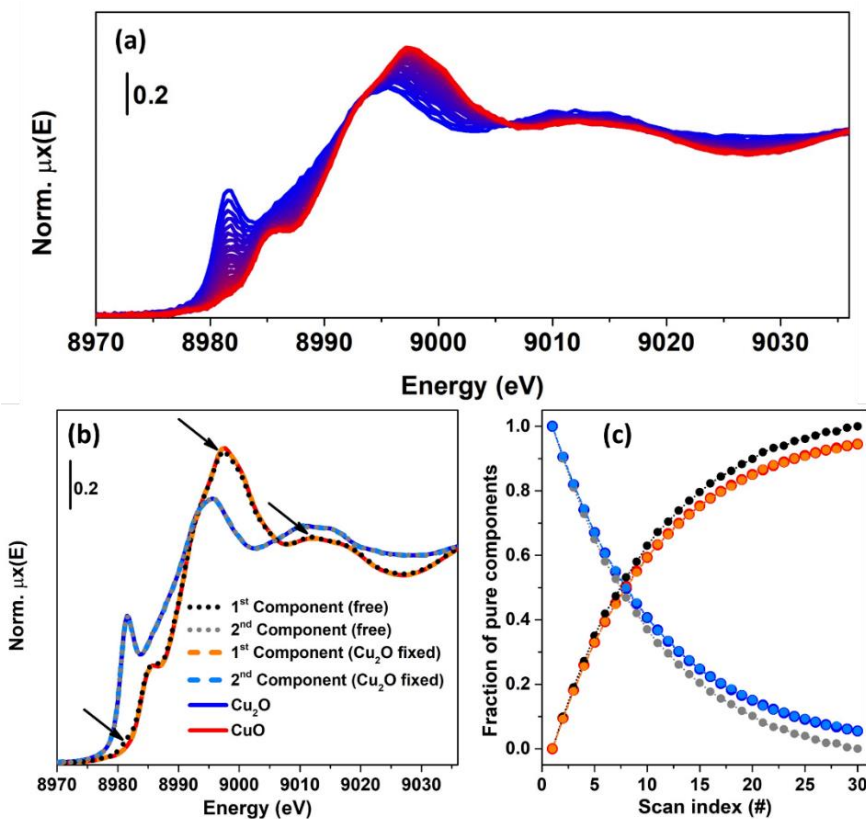 (a)
0.2
Norm. μx(E)
8970 8980 8990 9000 9010 9020 9030
Energy (eV)
(b)
0.2
Norm. μx(E)
1st Component (free)
2nd Component (free)
1st Component (Cu2O fixed)
2nd Component (Cu2O fixed)
Cu2O
CuO
8970 8980 8990 9000 9010 9020 9030
Energy (eV)
(c)
Fraction of pure components
1.0
0.8
0.6
0.4
0.2
0.0
0 5 10 15 20 25 30
Scan index (#)